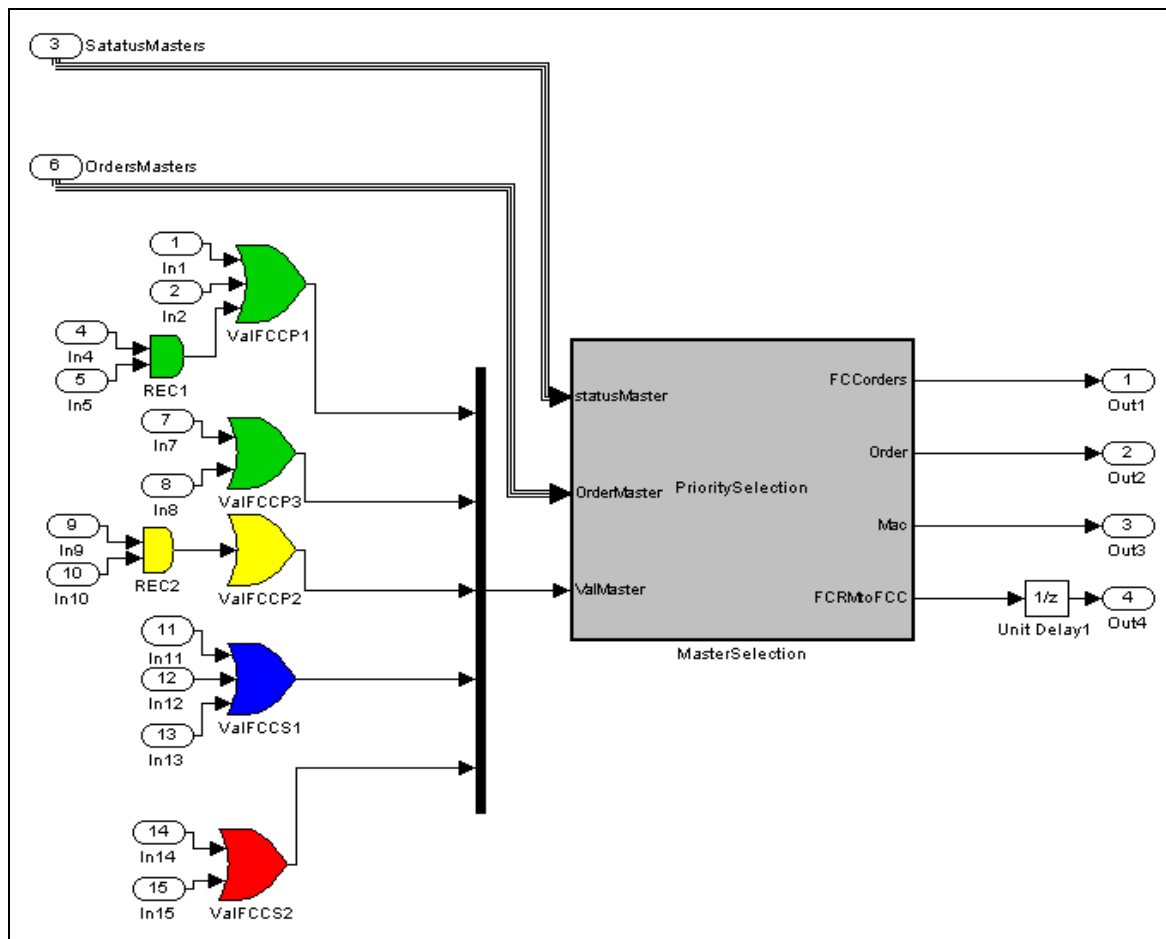 3 SatatusMasters
6 OrdersMasters
1
In1
2
In2
ValFCCP1
4
In4
5
In5
REC1
7
In7
8
In8
ValFCCP3
9
In9
10
In10
REC2
ValFCCP2
11
In11
12
In12
13
In13
ValFCCS1
14
In14
15
In15
ValFCCS2
statusMaster
OrderMaster
ValMaster
PrioritySelection
FCCorders
Order
Mac
FCRMtoFCC
MasterSelection
1
Out1
2
Out2
3
Out3
1/z
Unit Delay1
4
Out4